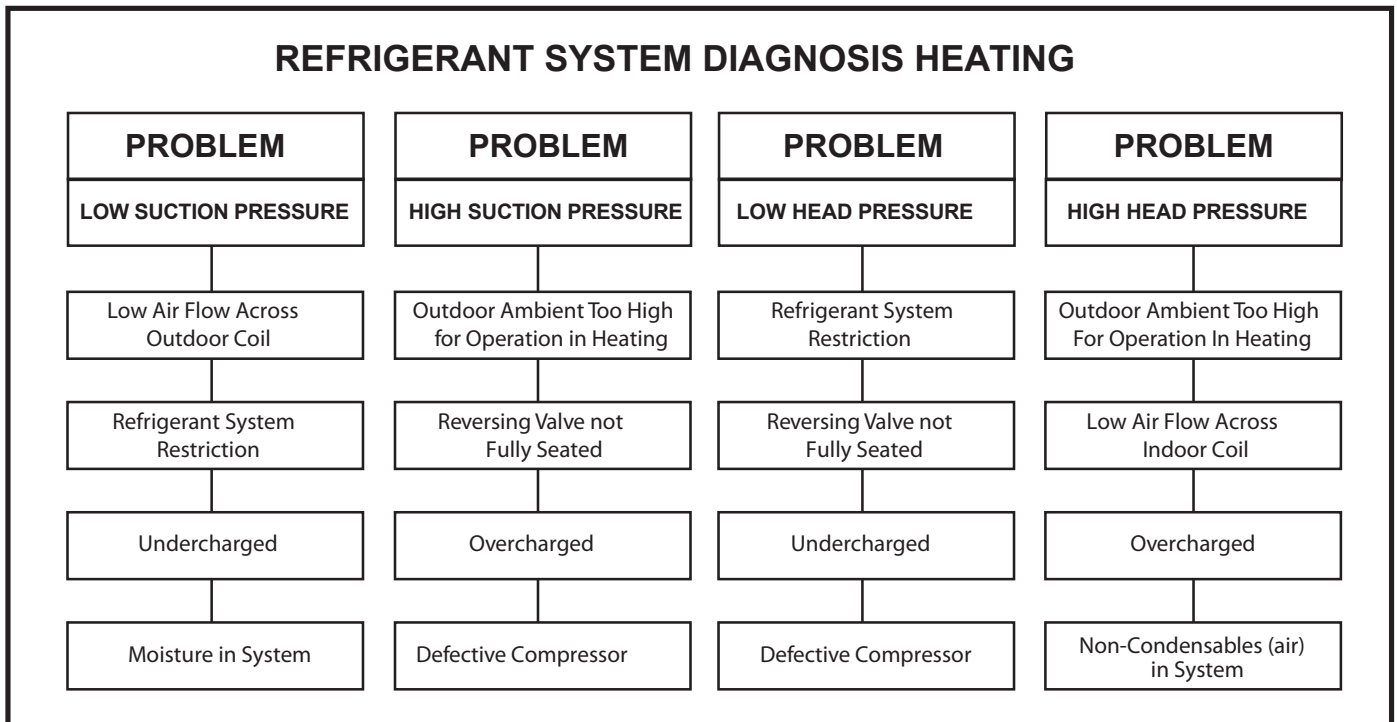 REFRIGERANT SYSTEM DIAGNOSIS HEATING
PROBLEM
LOW SUCTION PRESSURE
Low Air Flow Across
Outdoor Coil
Refrigerant System
Restriction
Undercharged
Moisture in System
PROBLEM
HIGH SUCTION PRESSURE
Outdoor Ambient Too High
for Operation in Heating
Reversing Valve not
Fully Seated
Overcharged
Defective Compressor
PROBLEM
LOW HEAD PRESSURE
Refrigerant System
Restriction
Reversing Valve not
Fully Seated
Undercharged
Defective Compressor
PROBLEM
HIGH HEAD PRESSURE
Outdoor Ambient Too High
For Operation In Heating
Low Air Flow Across
Indoor Coil
Overcharged
Non-Condensables (air)
in System